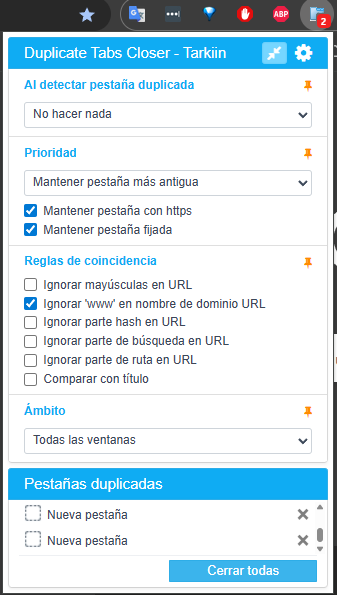 ABP
2
Duplicate Tabs Closer - Tarkiin
Al detectar pestaña duplicada
No hacer nada
Prioridad
Mantener pestaña más antigua
Mantener pestaña con https
Mantener pestaña fijada
Reglas de coincidencia
Ignorar mayúsculas en URL
Ignorar 'www' en nombre de dominio URL
Ignorar parte hash en URL
Ignorar parte de búsqueda en URL
Ignorar parte de ruta en URL
Comparar con título
Ámbito
Todas las ventanas
Pestañas duplicadas
Nueva pestaña
Nueva pestaña
Cerrar todas